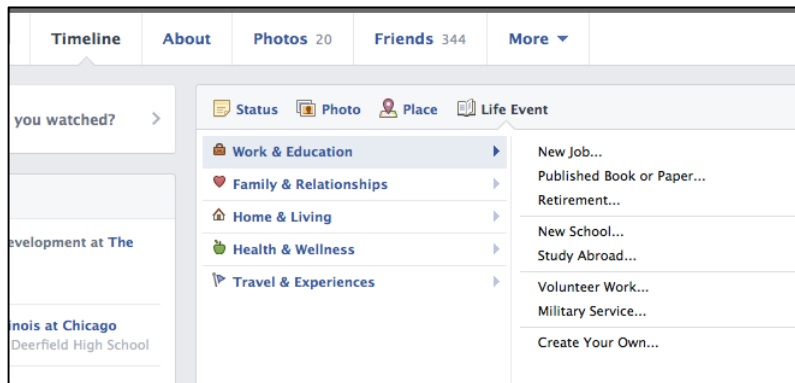 Timeline About Photos 20 Friends 344 More
you watched?
Status Photo Place Life Event
Work & Education
Family & Relationships
Home & Living
Health & Wellness
Travel & Experiences
New Job...
Published Book or Paper...
Retirement...
New School...
Study Abroad...
Volunteer Work...
Military Service...
Create Your Own...
evelopment at The
inois at Chicago
Deerfield High School